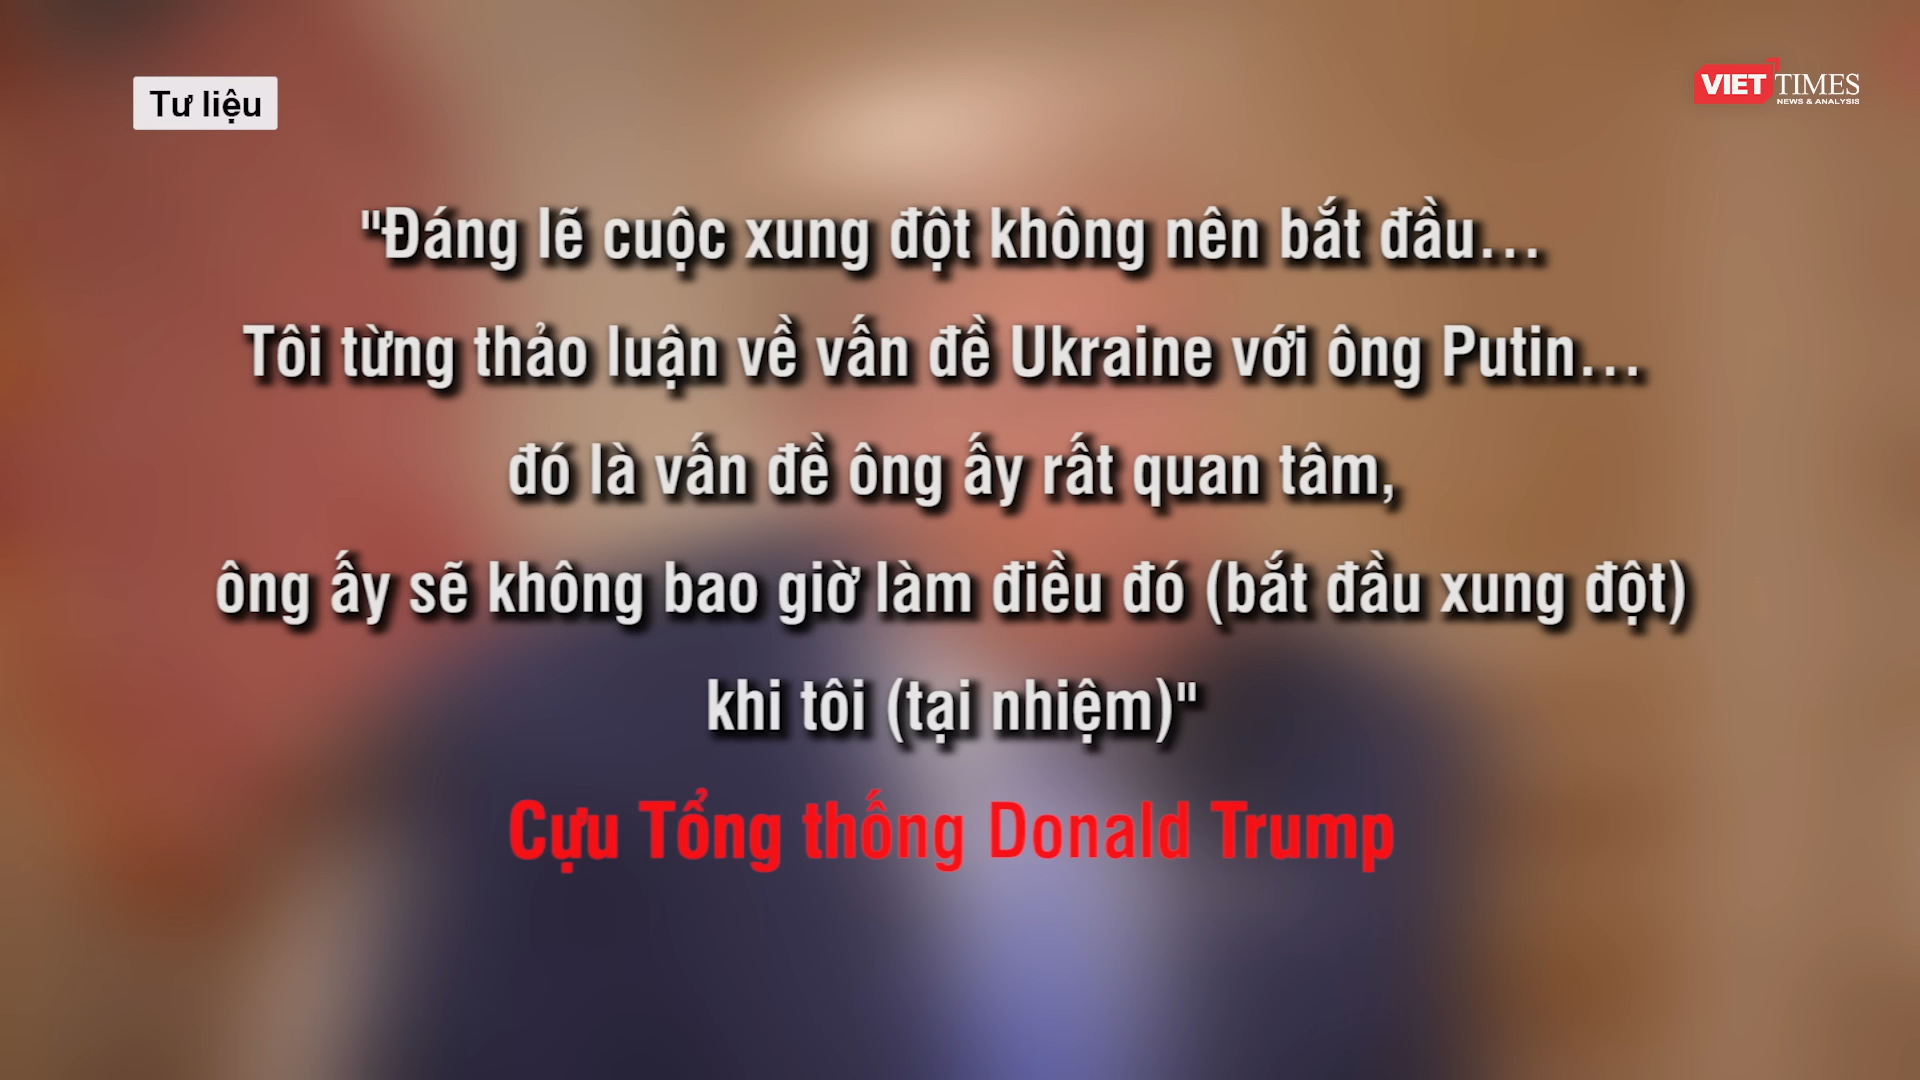 Tư liệu
VIET TIMES
NEWS & ANALYSIS
"Đáng lẽ cuộc xung đột không nên bắt đầu...
Tôi từng thảo luận về vấn đề Ukraine với ông Putin...
đó là vấn đề ông ấy rất quan tâm,
ông ấy sẽ không bao giờ làm điều đó (bắt đầu xung đột)
khi tôi (tại nhiệm)"
Cựu Tổng thống Donald Trump